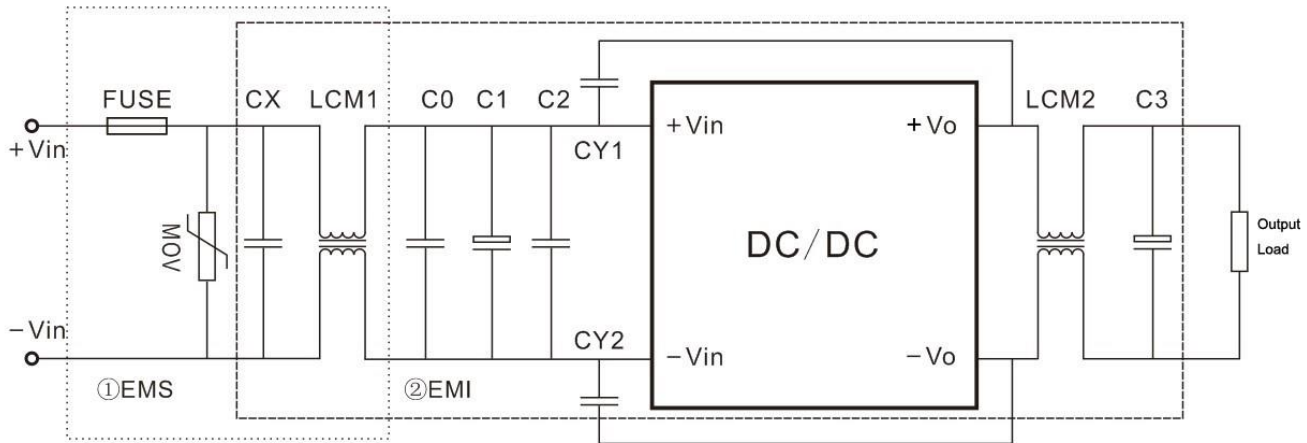 FUSE
CX
LCM1
C0
C1
C2
LCM2
C3
+Vin
CY1
+Vin
+Vo
MOV
DC/DC
Output
Load
−Vin
CY2
−Vin
−Vo
①EMS
②EMI